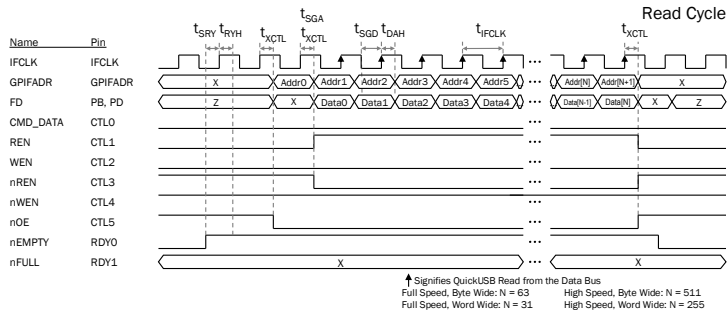 Read Cycle
tSRY tRYH tXCTL tSGA tXCTL tSGD tDAH tIFCLK tXCTL
Name Pin
IFCLK IFCLK ...
GPIFADR GPIFADR X Addr0 Addr1 Addr2 Addr3 Addr4 Addr5 ... Addr[N] Addr[N+1] X
FD PB, PD Z X Data0 Data1 Data2 Data3 Data4 ... Data[N-1] Data[N] X Z
CMD_DATA CTL0 ...
REN CTL1 ...
WEN CTL2 ...
nREN CTL3 ...
nWEN CTL4 ...
nOE CTL5 ...
nEMPTY RDY0 ...
nFULL RDY1 X ... X
Signifies QuickUSB Read from the Data Bus
Full Speed, Byte Wide: N = 63 High Speed, Byte Wide: N = 511
Full Speed, Word Wide: N = 31 High Speed, Word Wide: N = 255